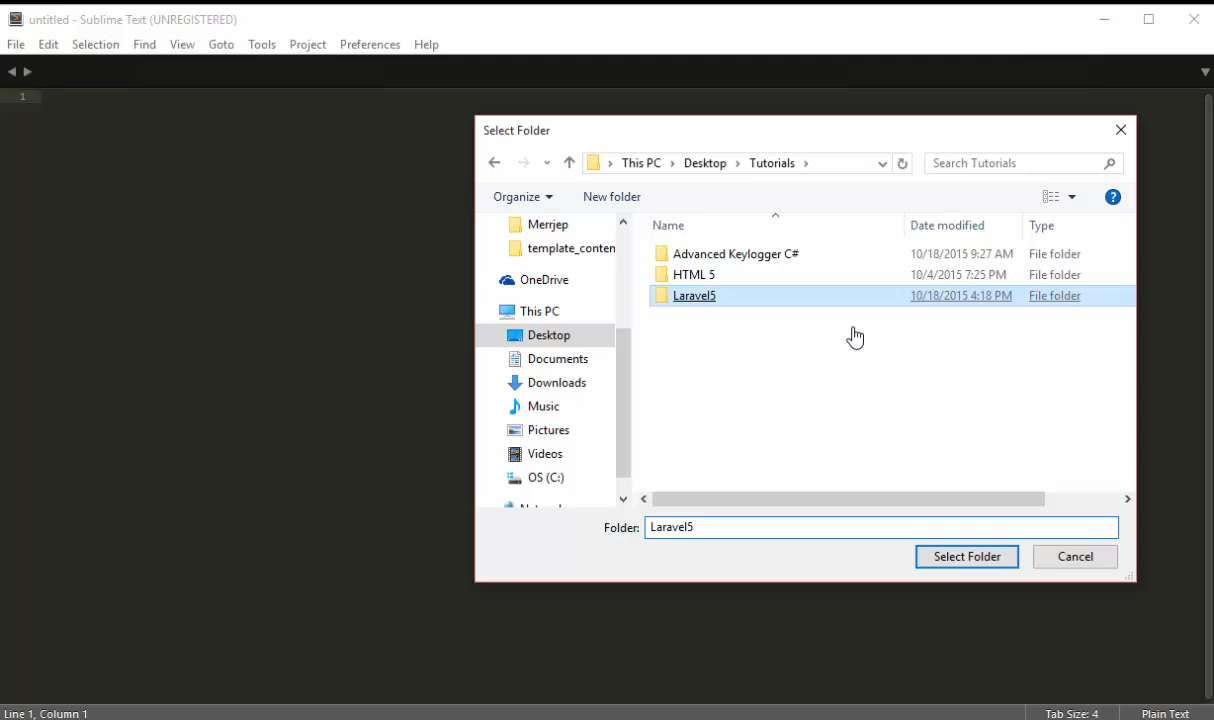 untitled - Sublime Text (UNREGISTERED)
File Edit Selection Find View Goto Tools Project Preferences Help
1
Select Folder
This PC Desktop Tutorials
Search Tutorials
Organize New folder
Merrjep
template_conten
OneDrive
This PC
Desktop
Documents
Downloads
Music
Pictures
Videos
OS (C:)
Name Date modified Type
Advanced Keylogger C# 10/18/2015 9:27 AM File folder
HTML 5 10/4/2015 7:25 PM File folder
Laravel5 10/18/2015 4:18 PM File folder
Folder: Laravel5
Select Folder Cancel
Line 1, Column 1 Tab Size: 4 Plain Text